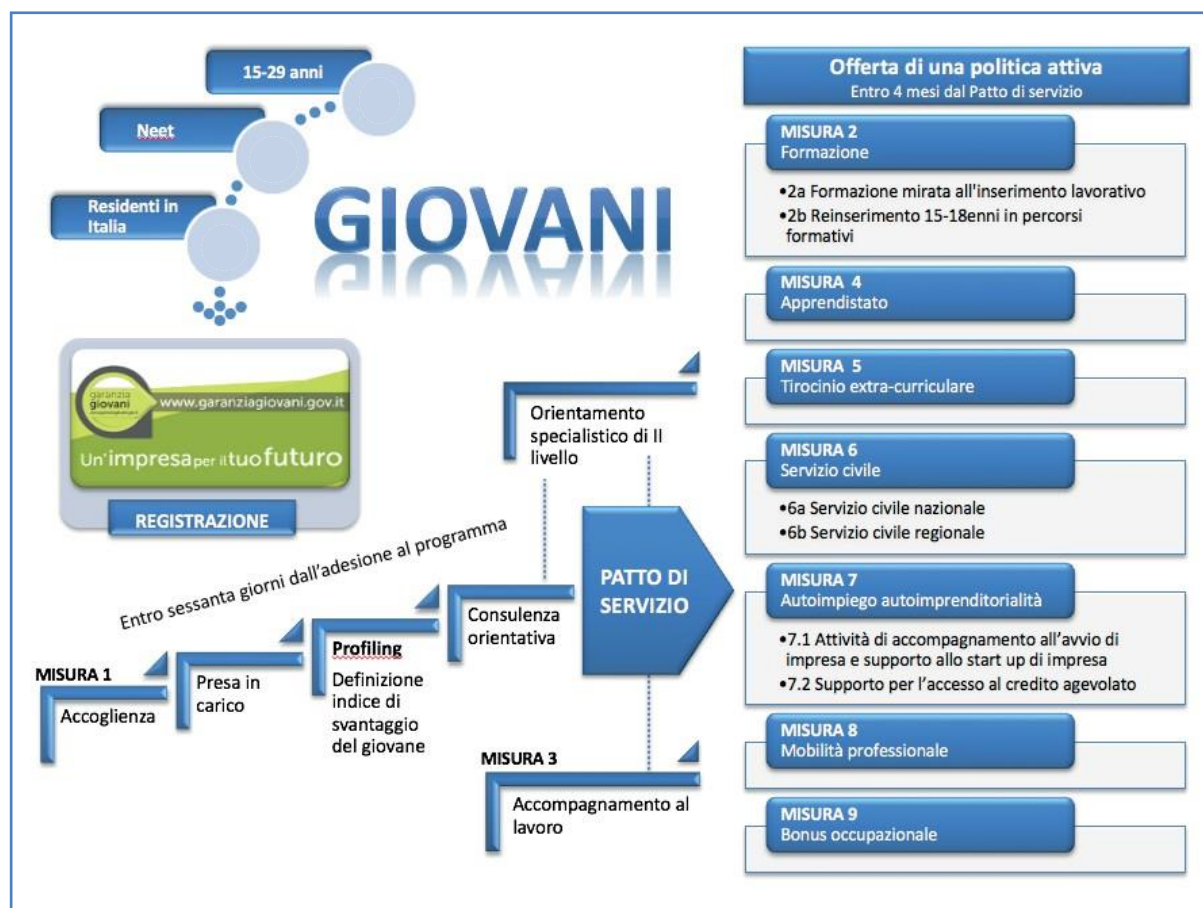 15-29 anni
Neet
Residenti in
Italia
GIOVANI
garanzia
giovani
www.garanziagiovani.gov.it
Un'impresa per il tuo futuro
REGISTRAZIONE
Entro sessanta giorni dall'adesione al programma
MISURA 1
Accoglienza
Presa in
carico
Profiling
Definizione
indice di
svantaggio
del giovane
Consulenza
orientativa
Orientamento
specialistico di II
livello
PATTO DI
SERVIZIO
MISURA 3
Accompagnamento al
lavoro
Offerta di una politica attiva
Entro 4 mesi dal Patto di servizio
MISURA 2
Formazione
•2a Formazione mirata all'inserimento lavorativo
•2b Reinserimento 15-18enni in percorsi
formativi
MISURA 4
Apprendistato
MISURA 5
Tirocinio extra-curriculare
MISURA 6
Servizio civile
•6a Servizio civile nazionale
•6b Servizio civile regionale
MISURA 7
Autoimpiego autoimprenditorialità
•7.1 Attività di accompagnamento all'avvio di
impresa e supporto allo start up di impresa
•7.2 Supporto per l'accesso al credito agevolato
MISURA 8
Mobilità professionale
MISURA 9
Bonus occupazionale